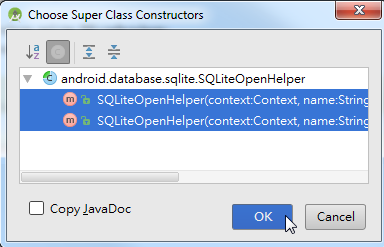 Choose Super Class Constructors
android.database.sqlite.SQLiteOpenHelper
SQLiteOpenHelper(context:Context, name:String
SQLiteOpenHelper(context:Context, name:String
Copy JavaDoc
OK
Cancel